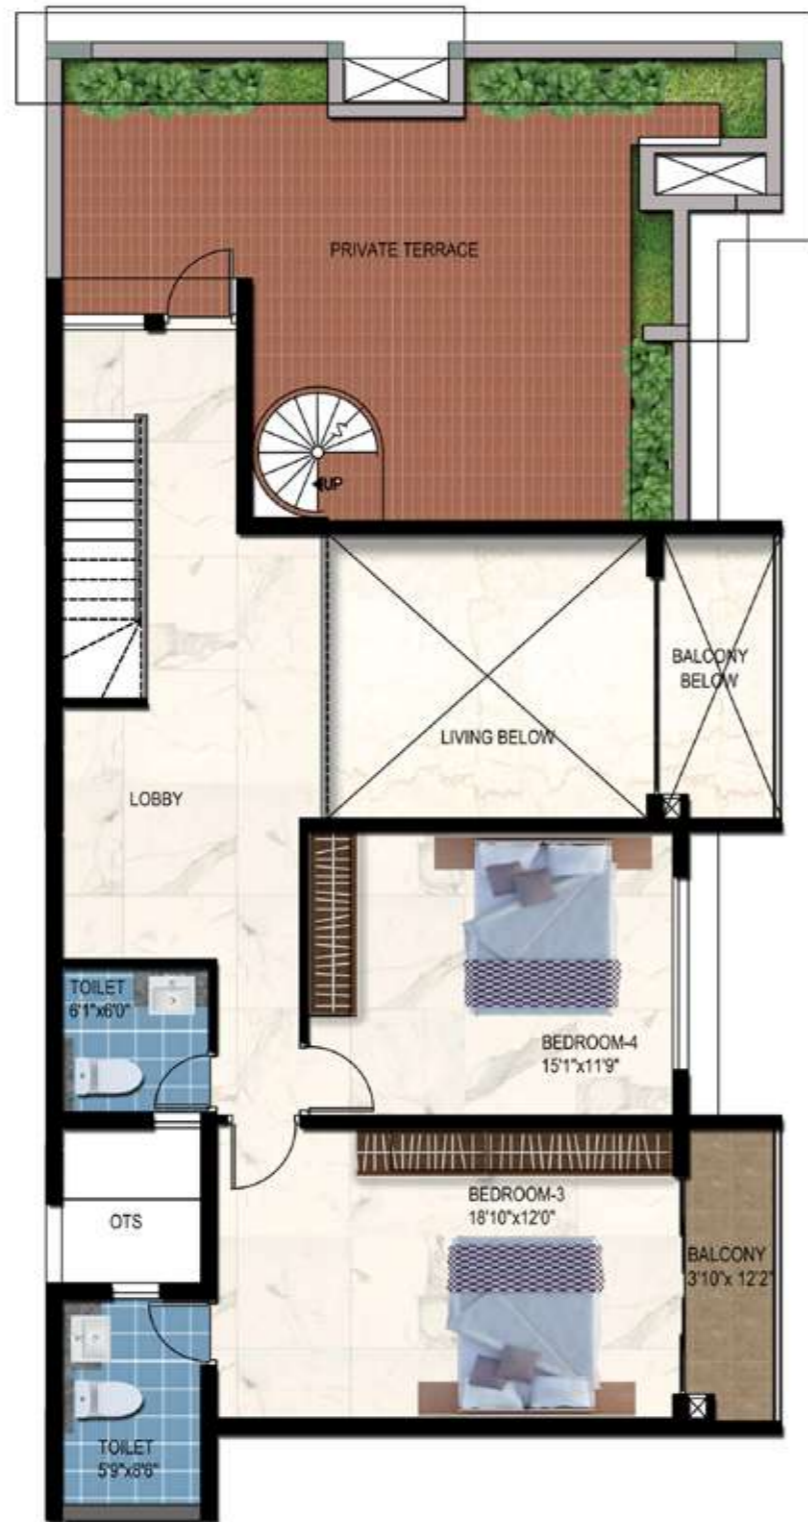 PRIVATE TERRACE
UP
BALCONY
BELOW
LIVING BELOW
LOBBY
TOILET
6'1"x6'0"
BEDROOM-4
15'1"x11'9"
BEDROOM-3
18'10"x12'0"
OTS
BALCONY
3'10"x 12'2"
TOILET
5'9"x8'6"